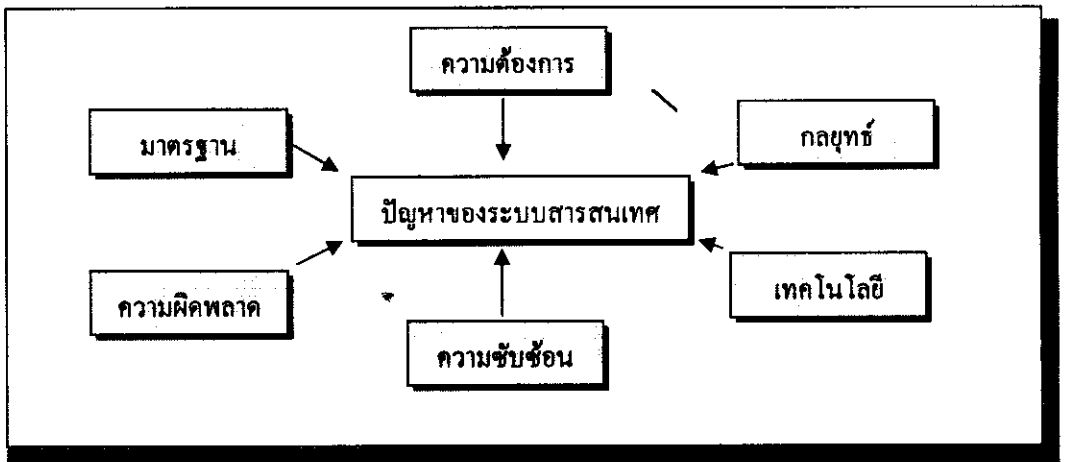 ความต้องการ
มาตรฐาน
กลยุทธ์
ปัญหาของระบบสารสนเทศ
ความผิดพลาด
เทคโนโลยี
ความซับซ้อน